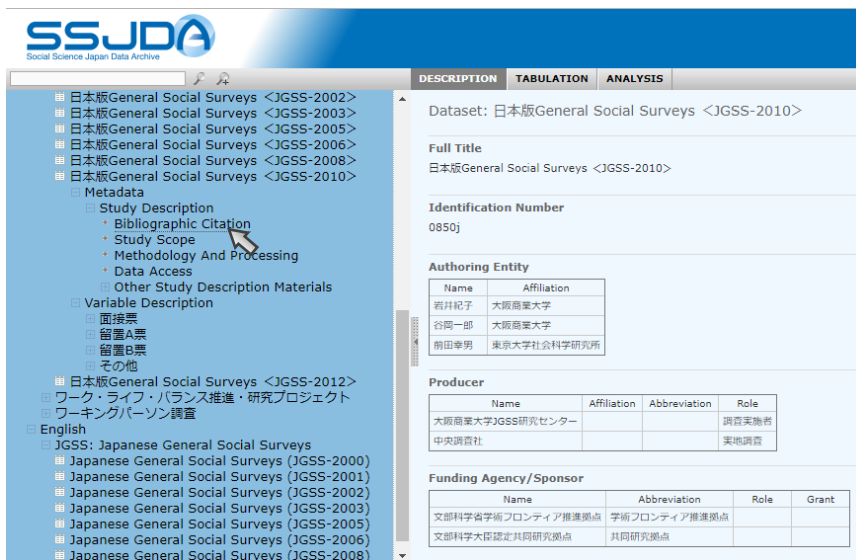 SSJDA
Social Science Japan Data Archive
DESCRIPTION TABULATION ANALYSIS
日本版General Social Surveys <JGSS-2002>
日本版General Social Surveys <JGSS-2003>
日本版General Social Surveys <JGSS-2005>
日本版General Social Surveys <JGSS-2006>
日本版General Social Surveys <JGSS-2008>
日本版General Social Surveys <JGSS-2010>
Metadata
Study Description
Bibliographic Citation
Study Scope
Methodology And Processing
Data Access
Other Study Description Materials
Variable Description
面接票
留置A票
留置B票
その他
日本版General Social Surveys <JGSS-2012>
ワーク・ライフ・バランス推進・研究プロジェクト
ワーキングパーソン調査
English
JGSS: Japanese General Social Surveys
Japanese General Social Surveys (JGSS-2000)
Japanese General Social Surveys (JGSS-2001)
Japanese General Social Surveys (JGSS-2002)
Japanese General Social Surveys (JGSS-2003)
Japanese General Social Surveys (JGSS-2005)
Japanese General Social Surveys (JGSS-2006)
Japanese General Social Surveys (JGSS-2008)
Dataset: 日本版General Social Surveys <JGSS-2010>
Full Title
日本版General Social Surveys <JGSS-2010>
Identification Number
0850j
Authoring Entity
Name Affiliation
岩井紀子 大阪商業大学
谷岡一郎 大阪商業大学
前田幸男 東京大学社会科学研究所
Producer
Name Affiliation Abbreviation Role
大阪商業大学JGSS研究センター 調査実施者
中央調査社 実地調査
Funding Agency/Sponsor
Name Abbreviation Role Grant
文部科学省学術フロンティア推進拠点 学術フロンティア推進拠点
文部科学大臣認定共同研究拠点 共同研究拠点